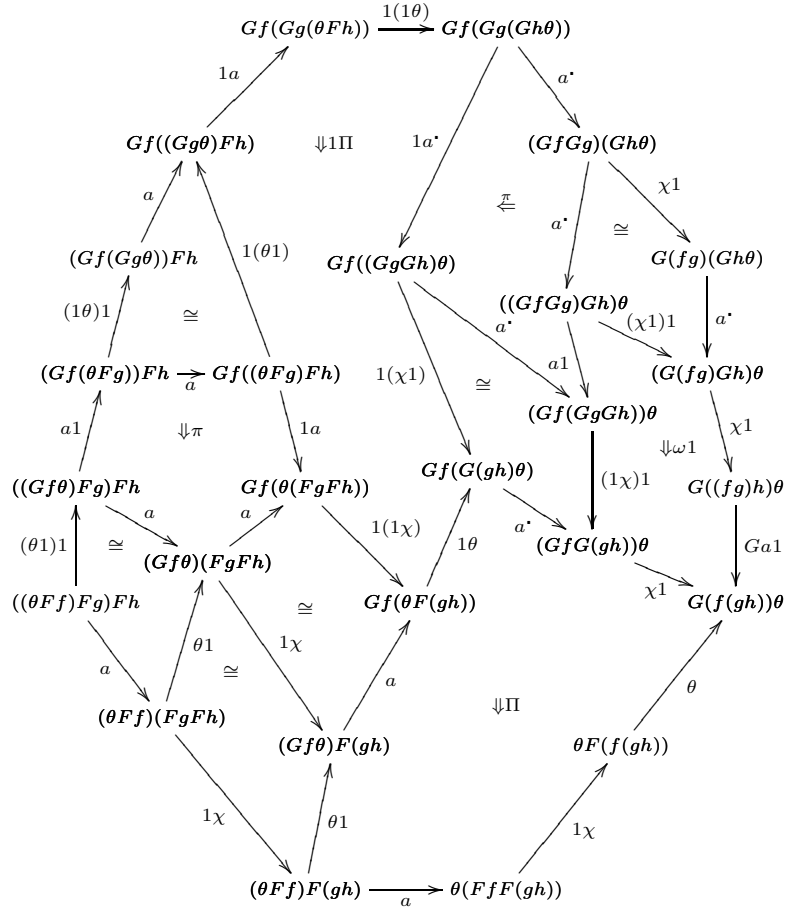 Gf(Gg(θFh)) 1(1θ) Gf(Gg(Ghθ))
1a a˙
Gf((Ggθ)Fh) ⇓1Π 1a˙ (GfGg)(Ghθ)
a π ⇐ χ1
1(θ1) a˙ ≅
(Gf(Ggθ))Fh Gf((GgGh)θ) G(fg)(Ghθ)
(1θ)1 ≅ ((GfGg)Gh)θ
a˙ (χ1)1 a˙
(Gf(θFg))Fh a Gf((θFg)Fh) 1(χ1) ≅ a1 (G(fg)Gh)θ
(Gf(GgGh))θ
a1 ⇓π 1a ⇓ω1 χ1
((Gfθ)Fg)Fh Gf(θ(FgFh)) Gf(G(gh)θ) (1χ)1 G((fg)h)θ
a a
(θ1)1 ≅ 1(1χ) 1θ a˙ (GfG(gh))θ Ga1
(Gfθ)(FgFh)
((θFf)Fg)Fh ≅ Gf(θF(gh)) χ1 G(f(gh))θ
θ1 1χ
a ≅ a θ
(θFf)(FgFh) ⇓Π
(Gfθ)F(gh) θF(f(gh))
1χ θ1 1χ
(θFf)F(gh) a θ(FfF(gh))